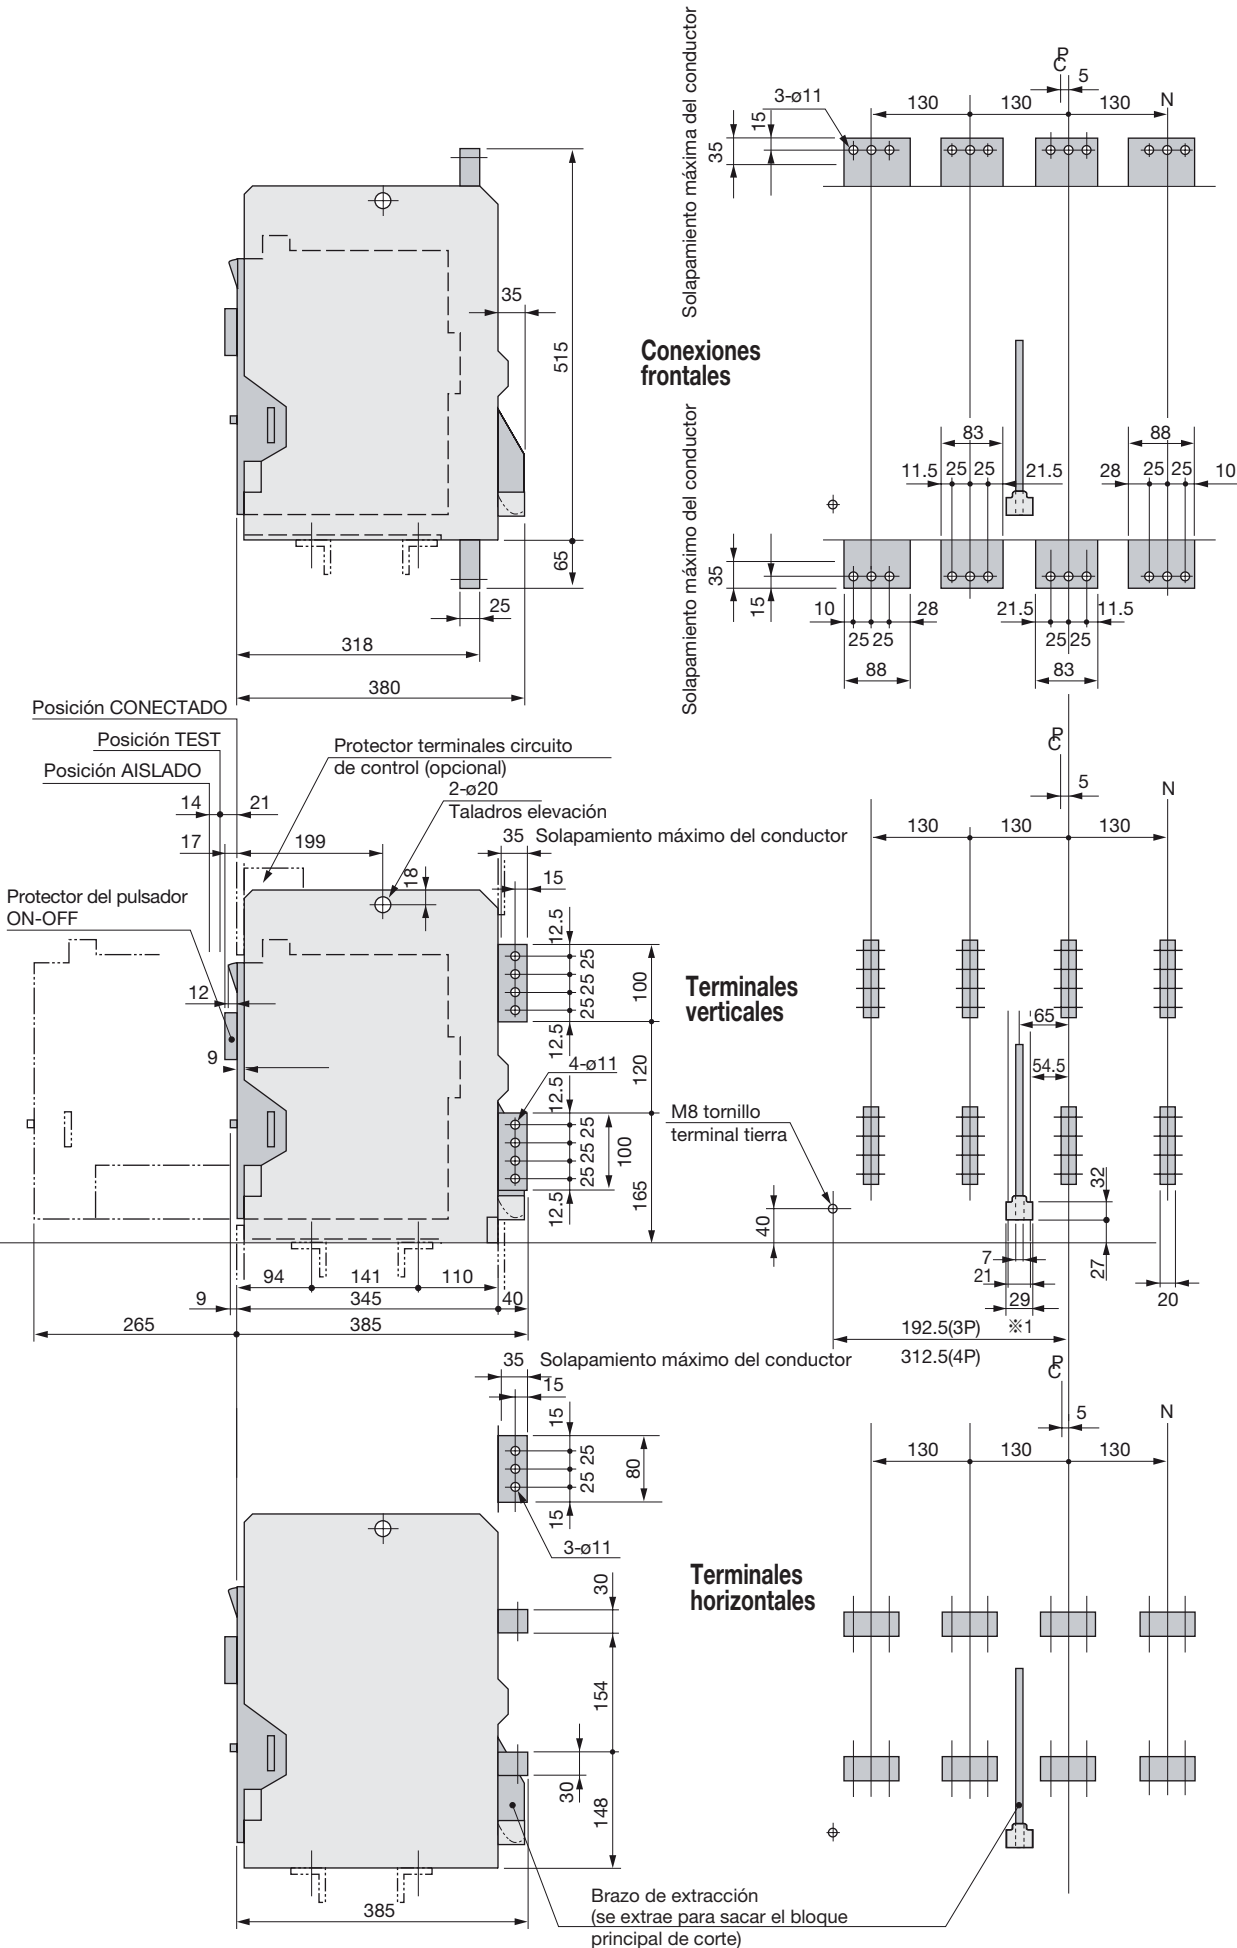 Solapamiento máxima del conductor
35
15
3-ø11
130
130
130
P
C
5
N
35
515
65
25
318
380
Conexiones
frontales
Solapamiento máximo del conductor
83
88
11.5
25
25
21.5
28
25
25
10
35
15
10
28
21.5
11.5
25
25
25
25
88
83
Posición CONECTADO
Posición TEST
Posición AISLADO
14
21
17
199
Protector terminales circuito
de control (opcional)
2-ø20
Taladros elevación
35
Solapamiento máximo del conductor
15
18
Protector del pulsador
ON-OFF
12
9
12.5
25
25
25
12.5
100
120
4-ø11
12.5
25
25
25
12.5
100
165
94
141
110
9
345
40
265
385
Terminales
verticales
P
C
5
N
130
130
130
65
54.5
M8 tornillo
terminal tierra
40
32
27
7
21
29
20
192.5(3P)
※1
312.5(4P)
35
Solapamiento máximo del conductor
15
15
25
25
15
80
3-ø11
30
154
30
148
385
Terminales
horizontales
P
C
5
N
130
130
130
Brazo de extracción
(se extrae para sacar el bloque
principal de corte)